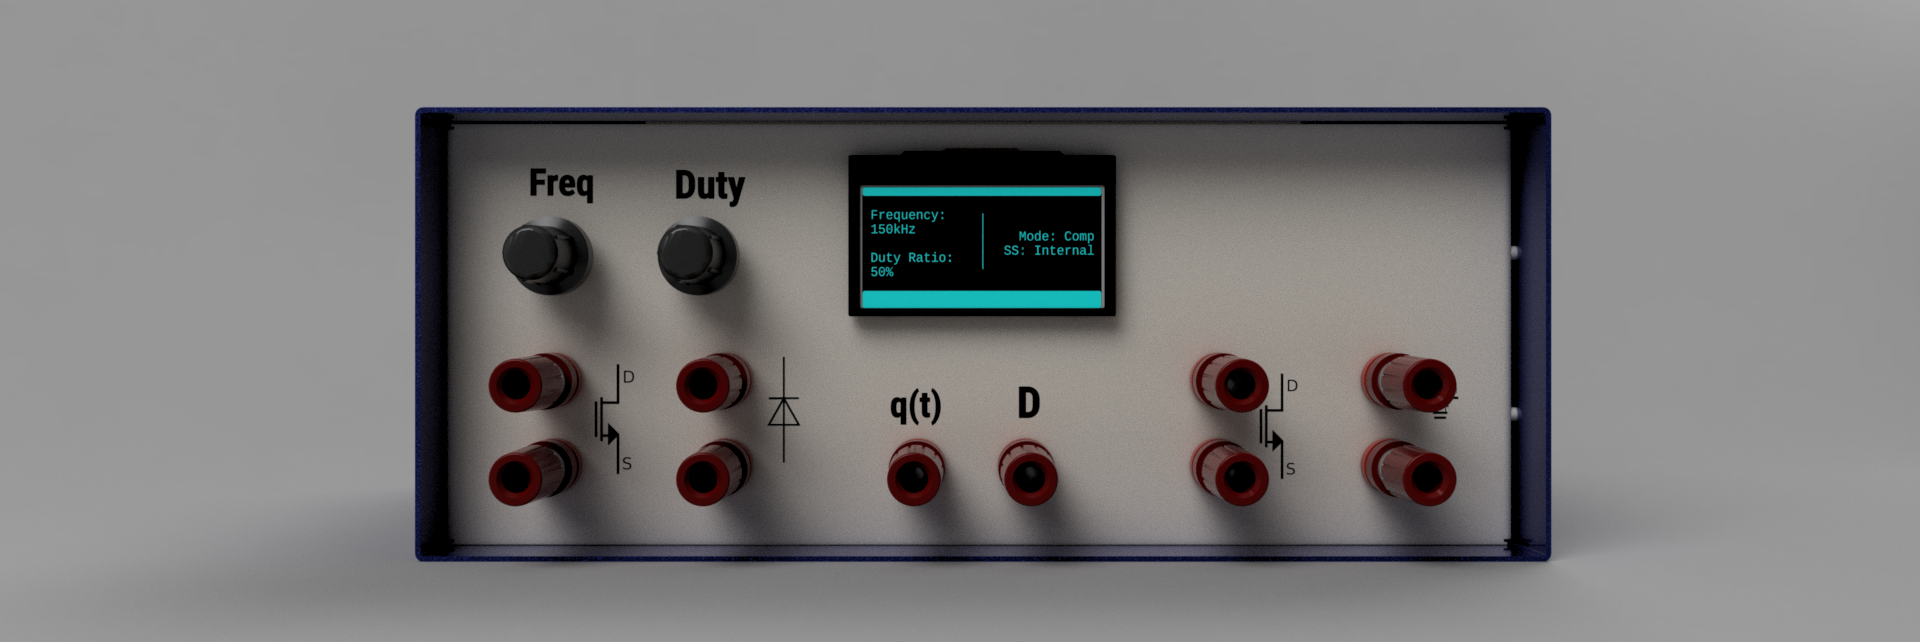 Freq
Duty
Frequency:
150kHz
Duty Ratio:
50%
Mode: Comp
SS: Internal
D
S
q(t)
D
D
S